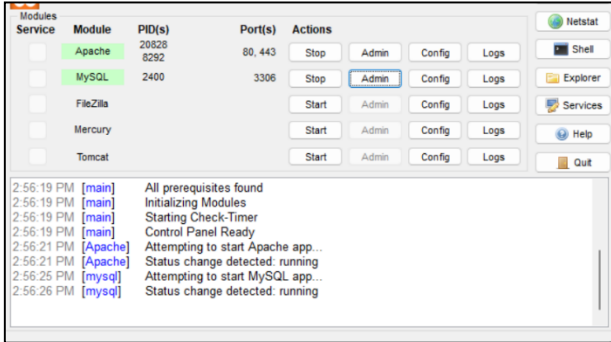 Modules
Service Module PID(s) Port(s) Actions
Apache 20828 8292 80, 443 Stop Admin Config Logs
MySQL 2400 3306 Stop Admin Config Logs
FileZilla Start Admin Config Logs
Mercury Start Admin Config Logs
Tomcat Start Admin Config Logs
Netstat
Shell
Explorer
Services
Help
Quit
2:56:19 PM [main] All prerequisites found
2:56:19 PM [main] Initializing Modules
2:56:19 PM [main] Starting Check-Timer
2:56:19 PM [main] Control Panel Ready
2:56:21 PM [Apache] Attempting to start Apache app...
2:56:21 PM [Apache] Status change detected: running
2:56:25 PM [mysql] Attempting to start MySQL app...
2:56:26 PM [mysql] Status change detected: running